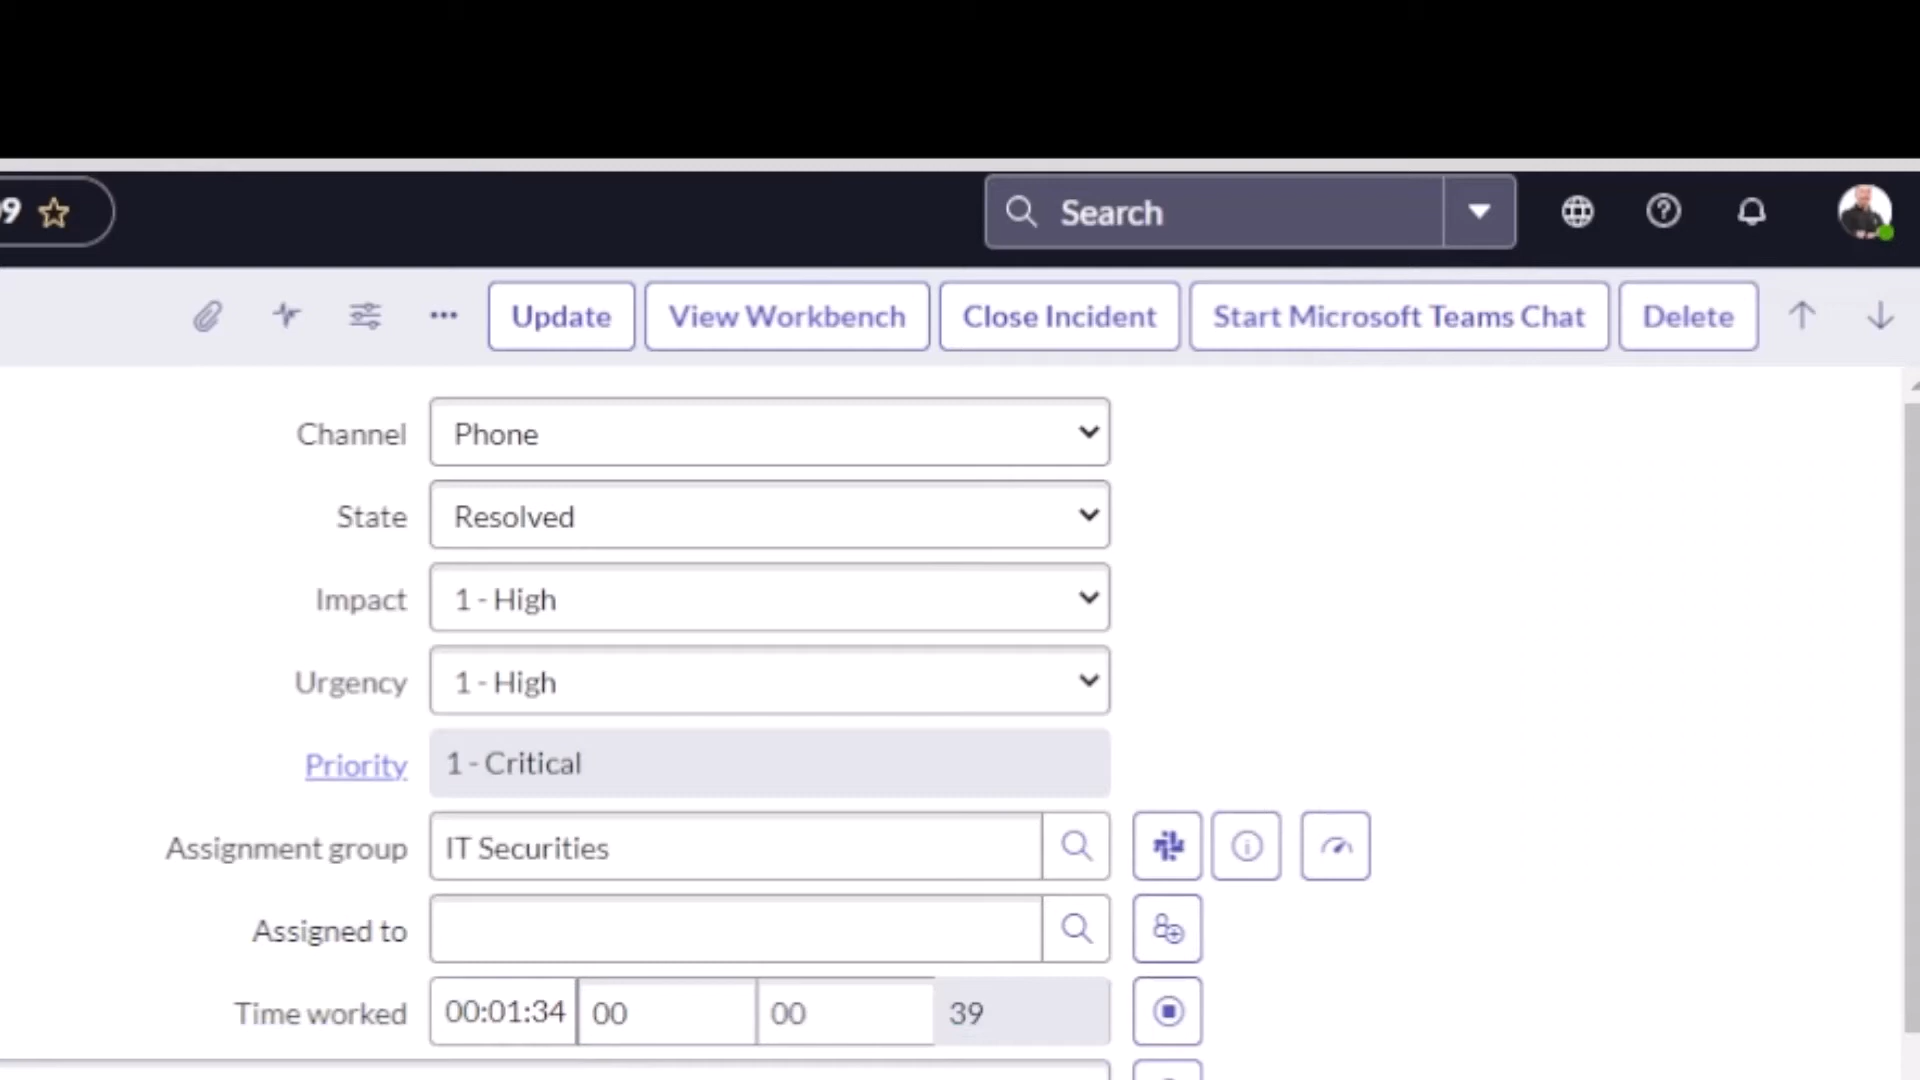 9
Search
Update
View Workbench
Close Incident
Start Microsoft Teams Chat
Delete
Channel
Phone
State
Resolved
Impact
1 - High
Urgency
1 - High
Priority
1 - Critical
Assignment group
IT Securities
Assigned to
Time worked
00:01:34
00
00
39